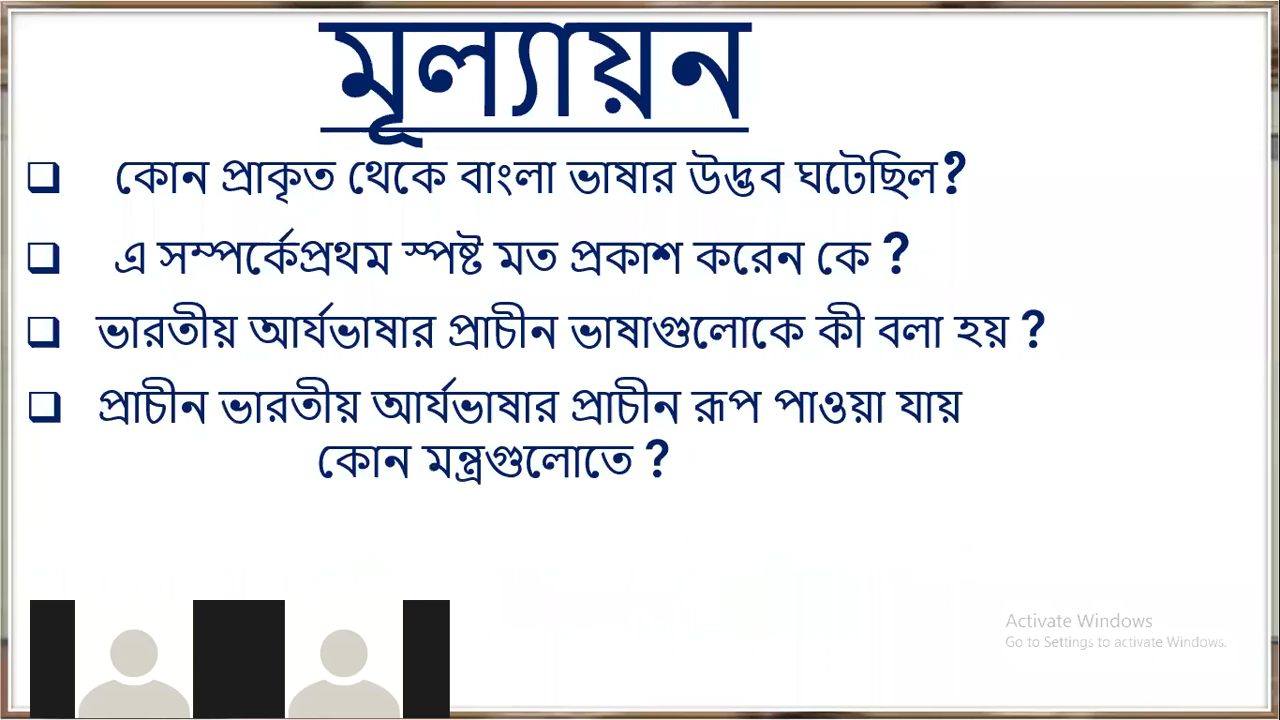 মূল্যায়ন
❑ কোন প্রাকৃত থেকে বাংলা ভাষার উদ্ভব ঘটেছিল?
❑ এ সম্পর্কেপ্রথম স্পষ্ট মত প্রকাশ করেন কে ?
❑ ভারতীয় আর্যভাষার প্রাচীন ভাষাগুলোকে কী বলা হয় ?
❑ প্রাচীন ভারতীয় আর্যভাষার প্রাচীন রূপ পাওয়া যায়
কোন মন্ত্রগুলোতে ?
Activate Windows
Go to Settings to activate Windows.